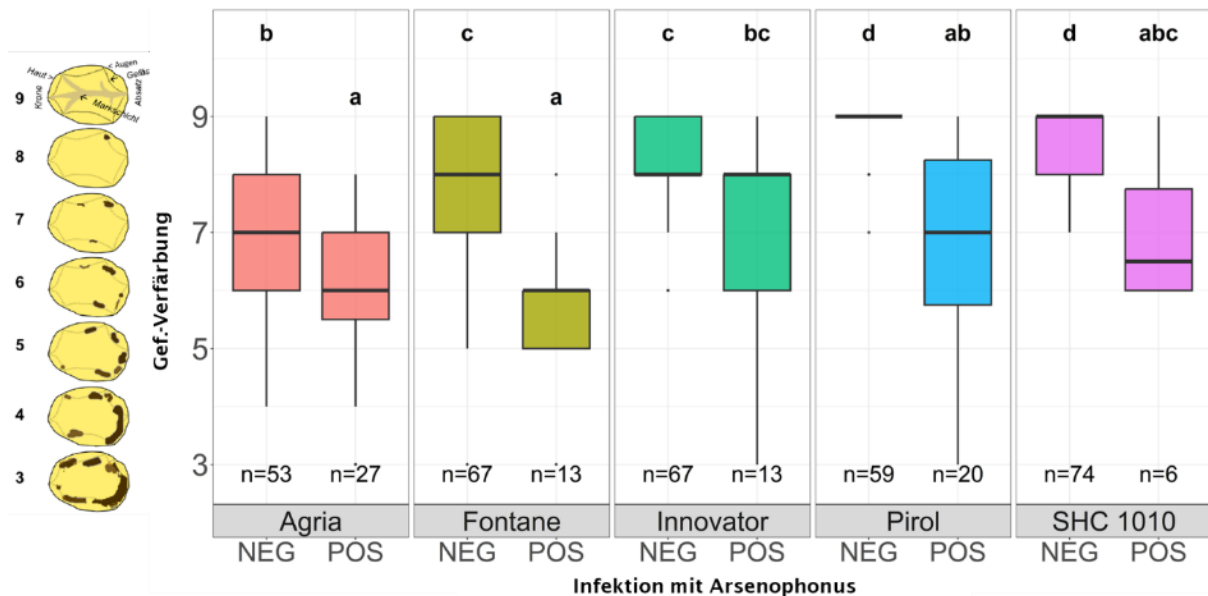 b c c bc d ab d abc
a a
Haut
Krone
Augen
Gefäs
Absatz
Markschicht
9
8
7
6
5
4
3
Gef.-Verfärbung
9
7
5
3
n=53 n=27 n=67 n=13 n=67 n=13 n=59 n=20 n=74 n=6
Agria Fontane Innovator Pirol SHC 1010
NEG POS NEG POS NEG POS NEG POS NEG POS
Infektion mit Arsenophonus